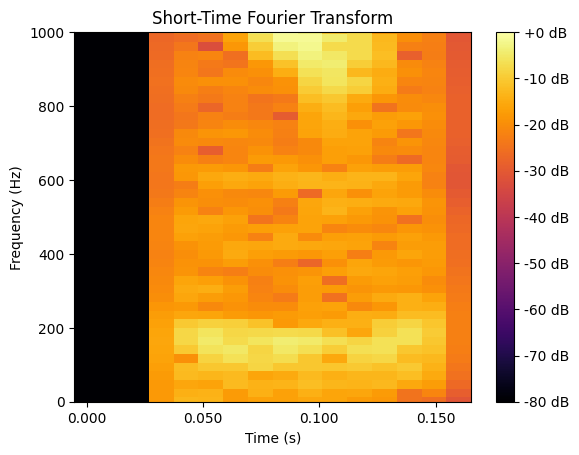 Short-Time Fourier Transform
1000
800
600
400
200
0
Frequency (Hz)
0.000
0.050
0.100
0.150
Time (s)
+0 dB
-10 dB
-20 dB
-30 dB
-40 dB
-50 dB
-60 dB
-70 dB
-80 dB